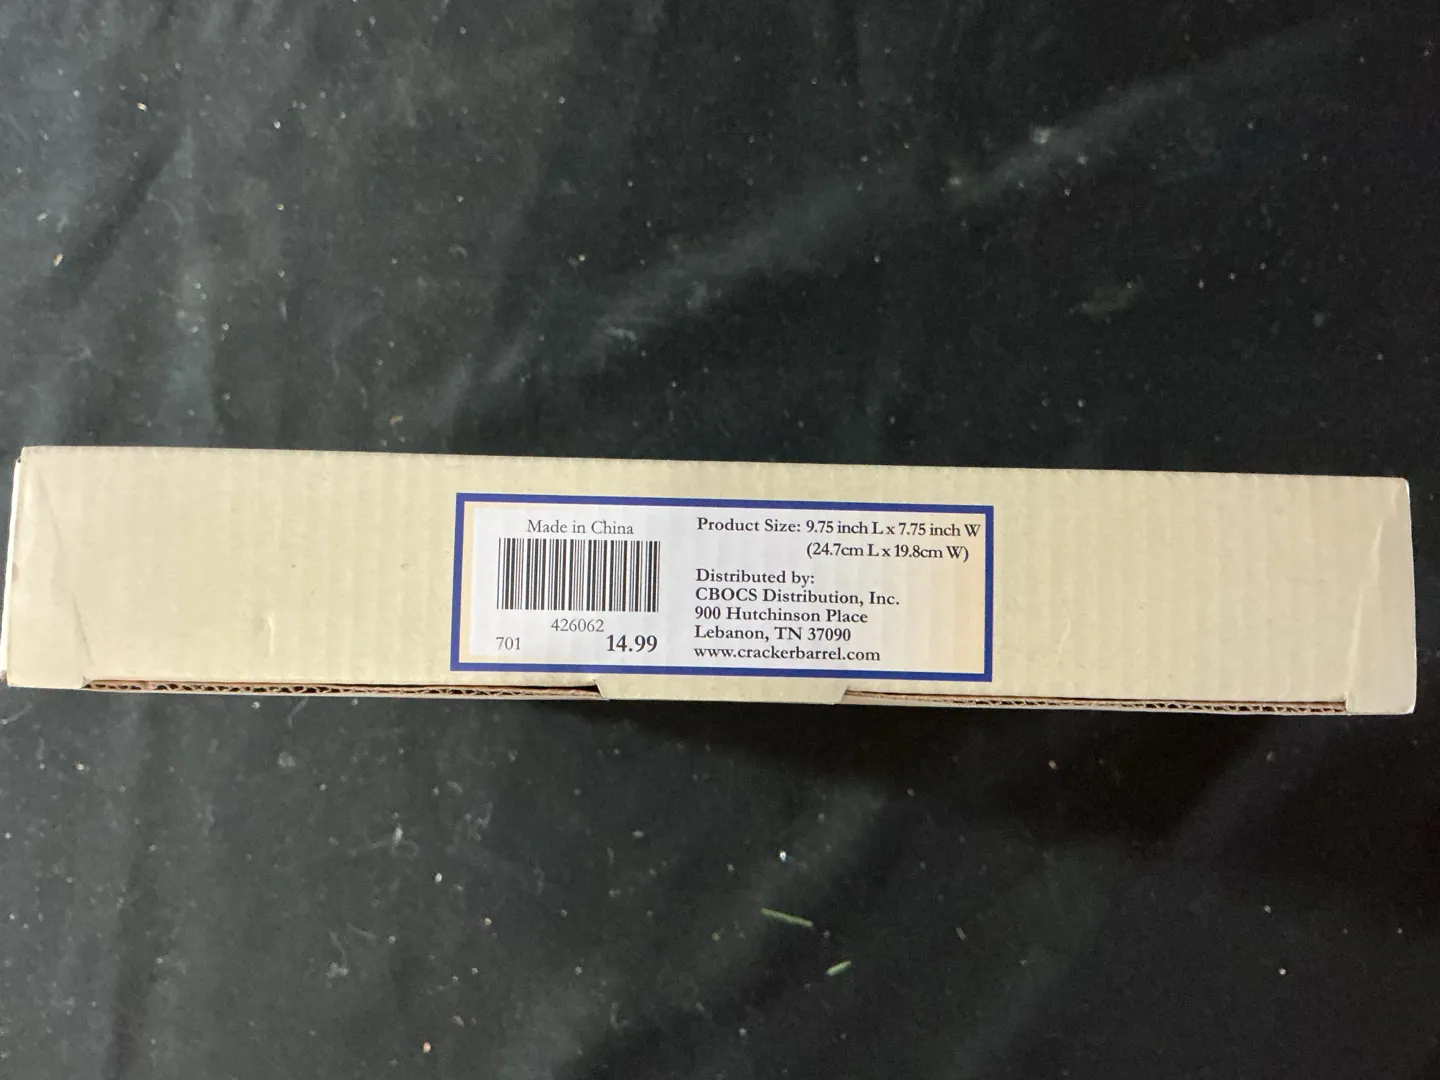 Made in China
426062
701 14.99
Product Size: 9.75 inch L x 7.75 inch W
(24.7cm L x 19.8cm W)
Distributed by:
CBOCS Distribution, Inc.
900 Hutchinson Place
Lebanon, TN 37090
www.crackerbarrel.com